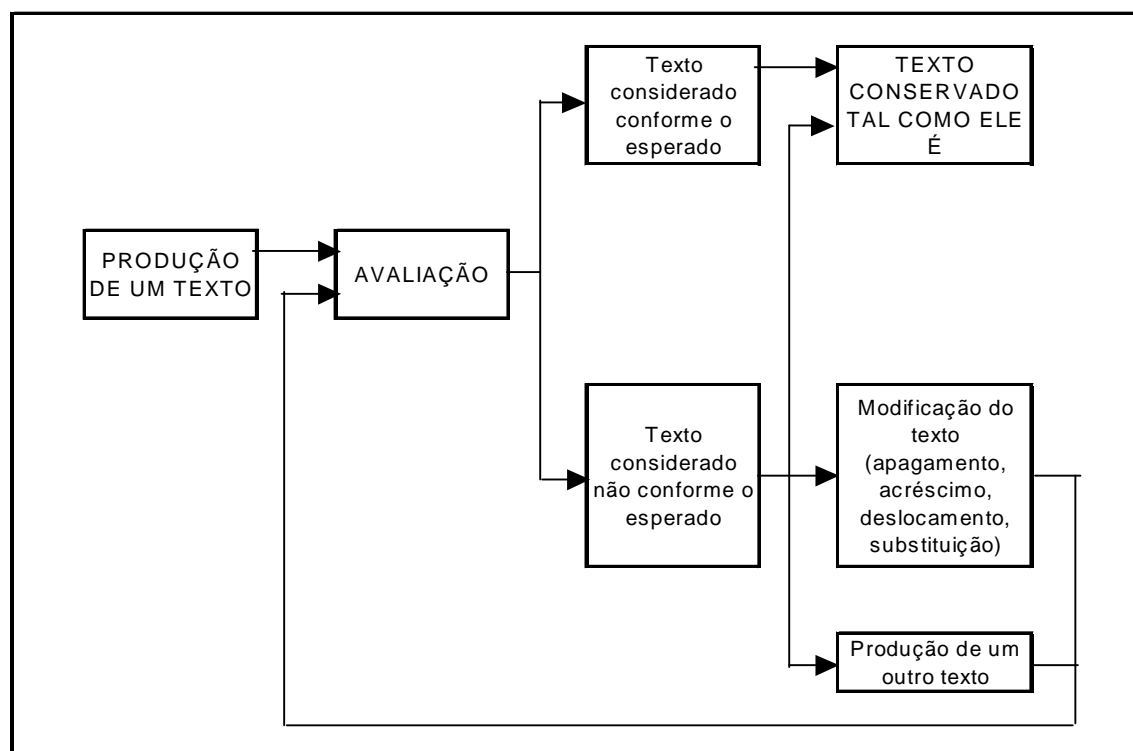 PRODUÇÃO
DE UM TEXTO
AVALIAÇÃO
Texto
considerado
conforme o
esperado
TEXTO
CONSERVADO
TAL COMO ELE
É
Texto
considerado
não conforme o
esperado
Modificação do
texto
(apagamento,
acréscimo,
deslocamento,
substituição)
Produção de um
outro texto